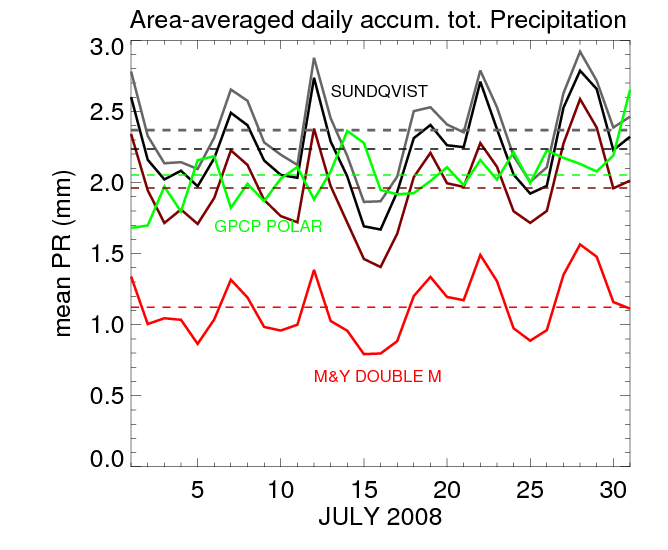 Area-averaged daily accum. tot. Precipitation
3.0
2.5
2.0
1.5
1.0
0.5
0.0
mean PR (mm)
SUNDQVIST
GPCP POLAR
M&Y DOUBLE M
5 10 15 20 25 30
JULY 2008